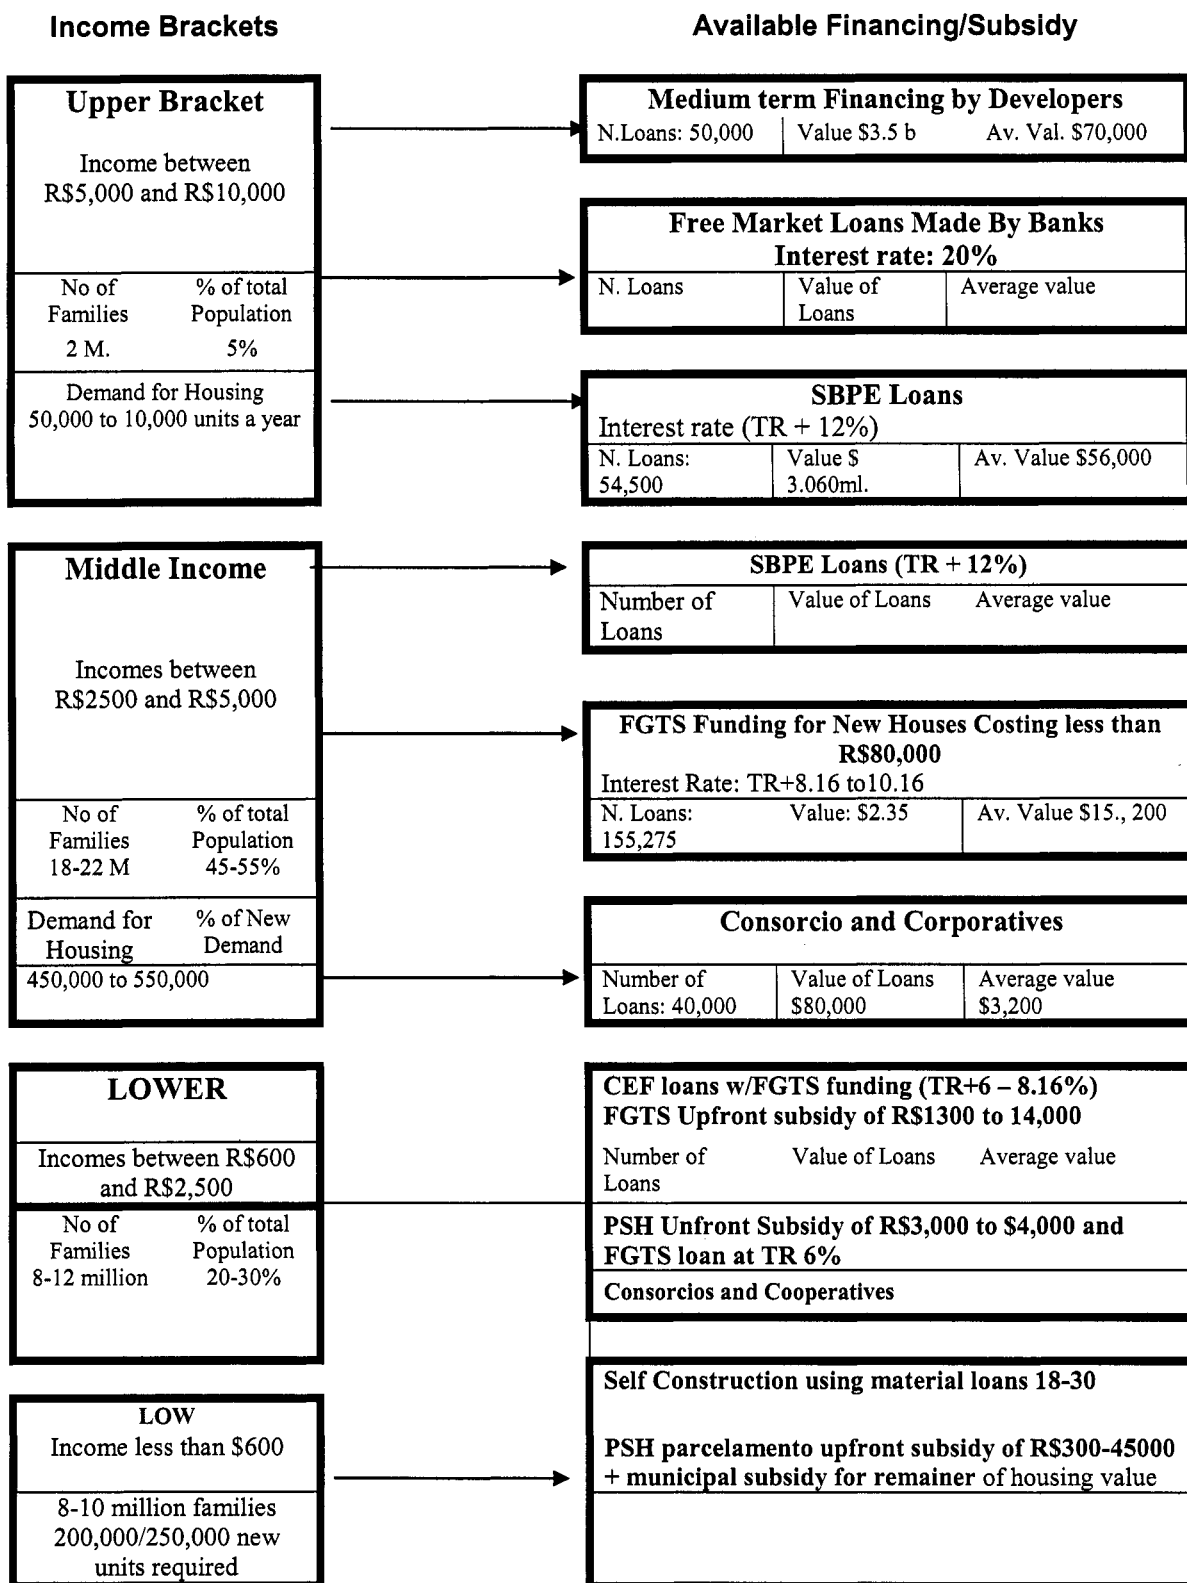 Income Brackets
Available Financing/Subsidy
Upper Bracket
Income between
R$5,000 and R$10,000
No of % of total
Families Population
2 M. 5%
Demand for Housing
50,000 to 10,000 units a year
Medium term Financing by Developers
N.Loans: 50,000 Value $3.5 b Av. Val. $70,000
Free Market Loans Made By Banks
Interest rate: 20%
N. Loans Value of Average value
Loans
SBPE Loans
Interest rate (TR + 12%)
N. Loans: Value $ Av. Value $56,000
54,500 3.060ml.
Middle Income
Incomes between
R$2500 and R$5,000
No of % of total
Families Population
18-22 M 45-55%
Demand for % of New
Housing Demand
450,000 to 550,000
SBPE Loans (TR + 12%)
Number of Value of Loans Average value
Loans
FGTS Funding for New Houses Costing less than
R$80,000
Interest Rate: TR+8.16 to10.16
N. Loans: Value: $2.35 Av. Value $15., 200
155,275
Consorcio and Corporatives
Number of Value of Loans Average value
Loans: 40,000 $80,000 $3,200
LOWER
Incomes between R$600
and R$2,500
No of % of total
Families Population
8-12 million 20-30%
CEF loans w/FGTS funding (TR+6 – 8.16%)
FGTS Upfront subsidy of R$1300 to 14,000
Number of Value of Loans Average value
Loans
PSH Unfront Subsidy of R$3,000 to $4,000 and
FGTS loan at TR 6%
Consorcios and Cooperatives
LOW
Income less than $600
8-10 million families
200,000/250,000 new
units required
Self Construction using material loans 18-30
PSH parcelamento upfront subsidy of R$300-45000
+ municipal subsidy for remainer of housing value